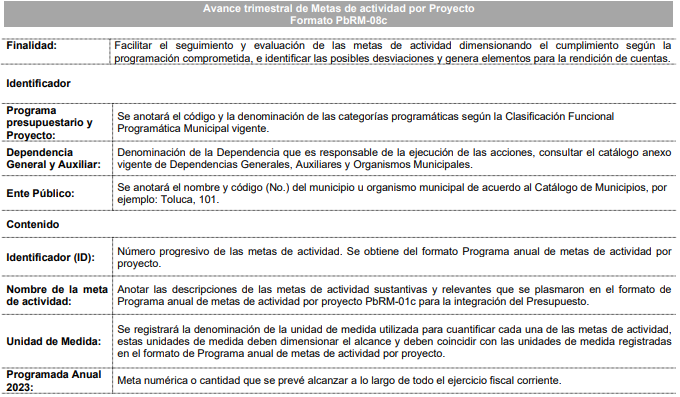 Avance trimestral de Metas de actividad por Proyecto
Formato PbRM-08c
Finalidad:
Facilitar el seguimiento y evaluación de las metas de actividad dimensionando el cumplimiento según la
programación comprometida, e identificar las posibles desviaciones y genera elementos para la rendición de cuentas.
Identificador
Programa
presupuestario y
Proyecto:
Se anotará el código y la denominación de las categorías programáticas según la Clasificación Funcional
Programática Municipal vigente.
Dependencia
General y Auxiliar:
Denominación de la Dependencia que es responsable de la ejecución de las acciones, consultar el catálogo anexo
vigente de Dependencias Generales, Auxiliares y Organismos Municipales.
Ente Público:
Se anotará el nombre y código (No.) del municipio u organismo municipal de acuerdo al Catálogo de Municipios, por
ejemplo: Toluca, 101.
Contenido
Identificador (ID):
Número progresivo de las metas de actividad. Se obtiene del formato Programa anual de metas de actividad por
proyecto.
Nombre de la meta
de actividad:
Anotar las descripciones de las metas de actividad sustantivas y relevantes que se plasmaron en el formato de
Programa anual de metas de actividad por proyecto PbRM-01c para la integración del Presupuesto.
Unidad de Medida:
Se registrará la denominación de la unidad de medida utilizada para cuantificar cada una de las metas de actividad,
estas unidades de medida deben dimensionar el alcance y deben coincidir con las unidades de medida registradas
en el formato de Programa anual de metas de actividad por proyecto.
Programada Anual
2023:
Meta numérica o cantidad que se prevé alcanzar a lo largo de todo el ejercicio fiscal corriente.